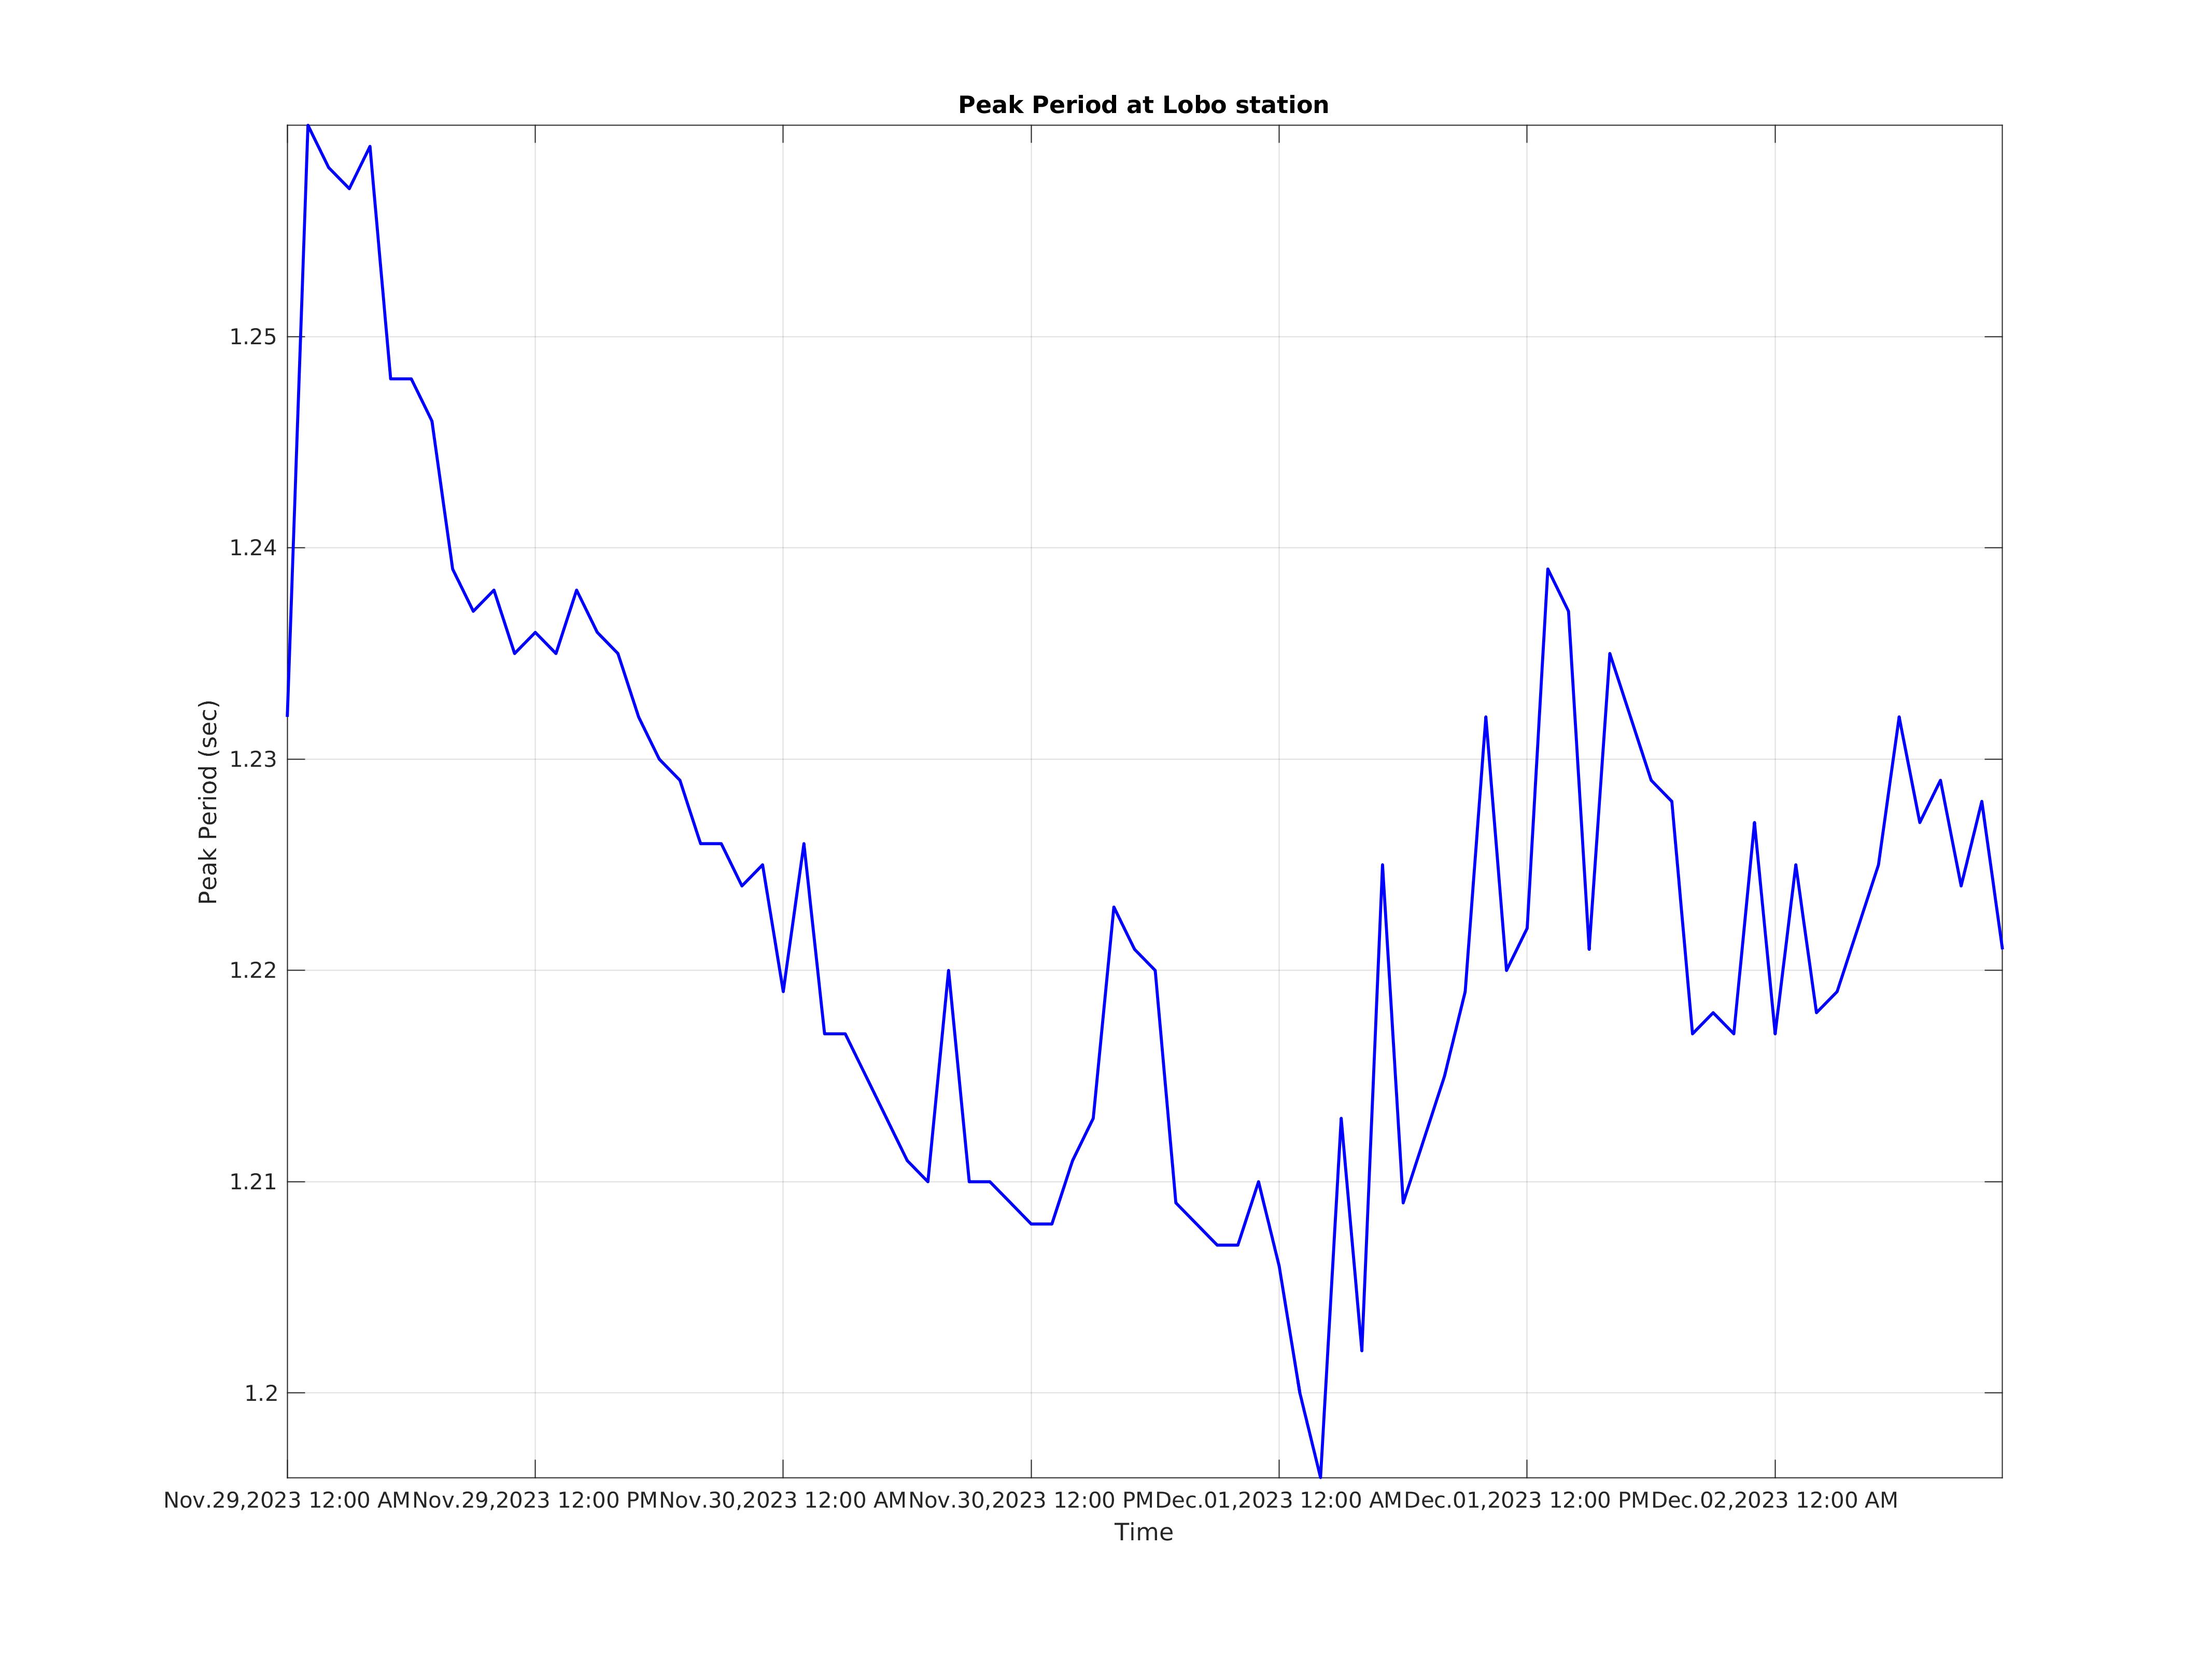 Peak Period at Lobo station
Peak Period (sec)
1.25
1.24
1.23
1.22
1.21
1.2
Nov.29,2023 12:00 AM Nov.29,2023 12:00 PM Nov.30,2023 12:00 AM Nov.30,2023 12:00 PM Dec.01,2023 12:00 AM Dec.01,2023 12:00 PM Dec.02,2023 12:00 AM
Time